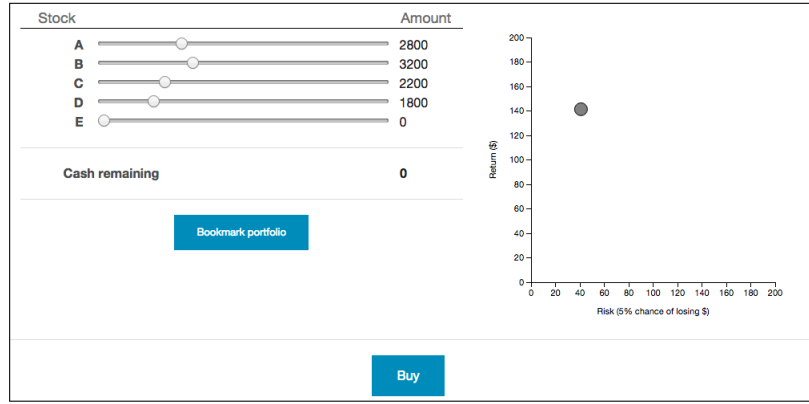 Stock Amount
A 2800
B 3200
C 2200
D 1800
E 0
Cash remaining 0
Bookmark portfolio
200
180
160
140
120
100
80
60
40
20
0
Return ($)
0 20 40 60 80 100 120 140 160 180 200
Risk (5% chance of losing $)
Buy